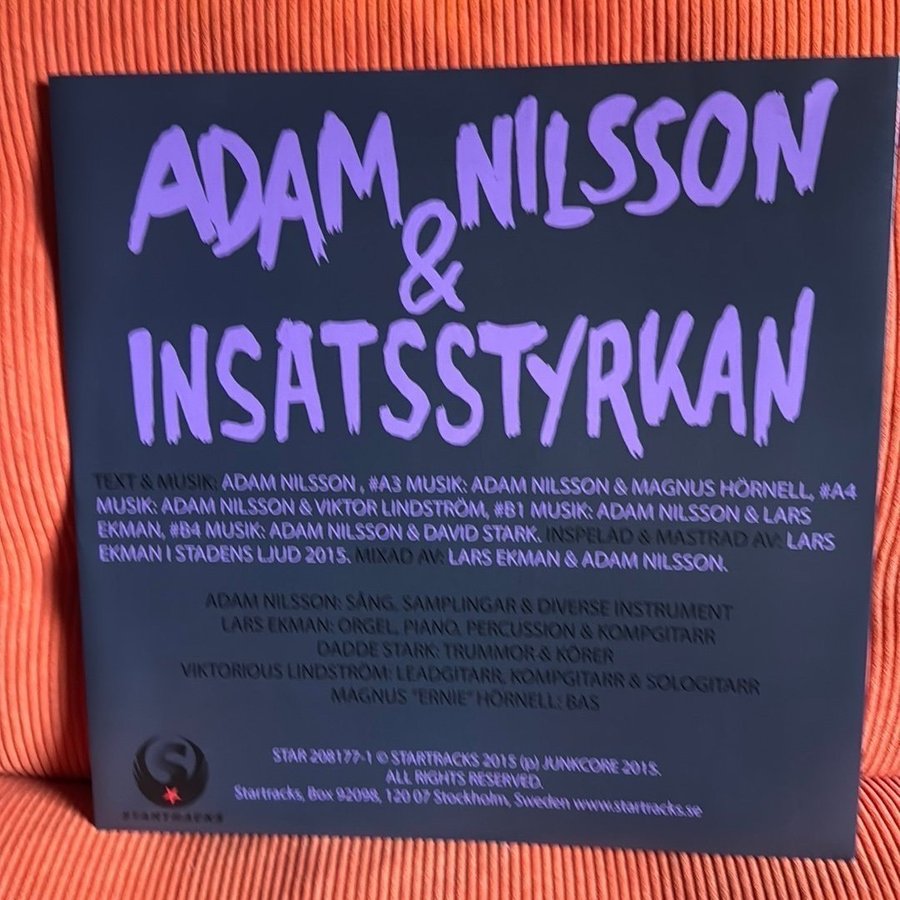 ADAM NILSSON
&
INSATSSTYRKAN
TEXT & MUSIK: ADAM NILSSON , #A3 MUSIK: ADAM NILSSON & MAGNUS HÖRNELL, #A4
MUSIK: ADAM NILSSON & VIKTOR LINDSTRÖM, #B1 MUSIK: ADAM NILSSON & LARS
EKMAN, #B4 MUSIK: ADAM NILSSON & DAVID STARK. INSPELAD & MASTRAD AV: LARS
EKMAN I STADENS LJUD 2015. MIXAD AV: LARS EKMAN & ADAM NILSSON.
ADAM NILSSON: SÅNG, SAMPLINGAR & DIVERSE INSTRUMENT
LARS EKMAN: ORGEL, PIANO, PERCUSSION & KOMPGITARR
DADDE STARK: TRUMMOR & KÖRER
VIKTORIOUS LINDSTRÖM: LEADGITARR, KOMPGITARR & SOLOGITARR
MAGNUS "ERNIE" HÖRNELL: BAS
STAR 208177-1 © STARTRACKS 2015 (p) JUNKCORE 2015.
ALL RIGHTS RESERVED.
Startracks, Box 92098, 120 07 Stockholm, Sweden www.startracks.se
S
STARTRACKS